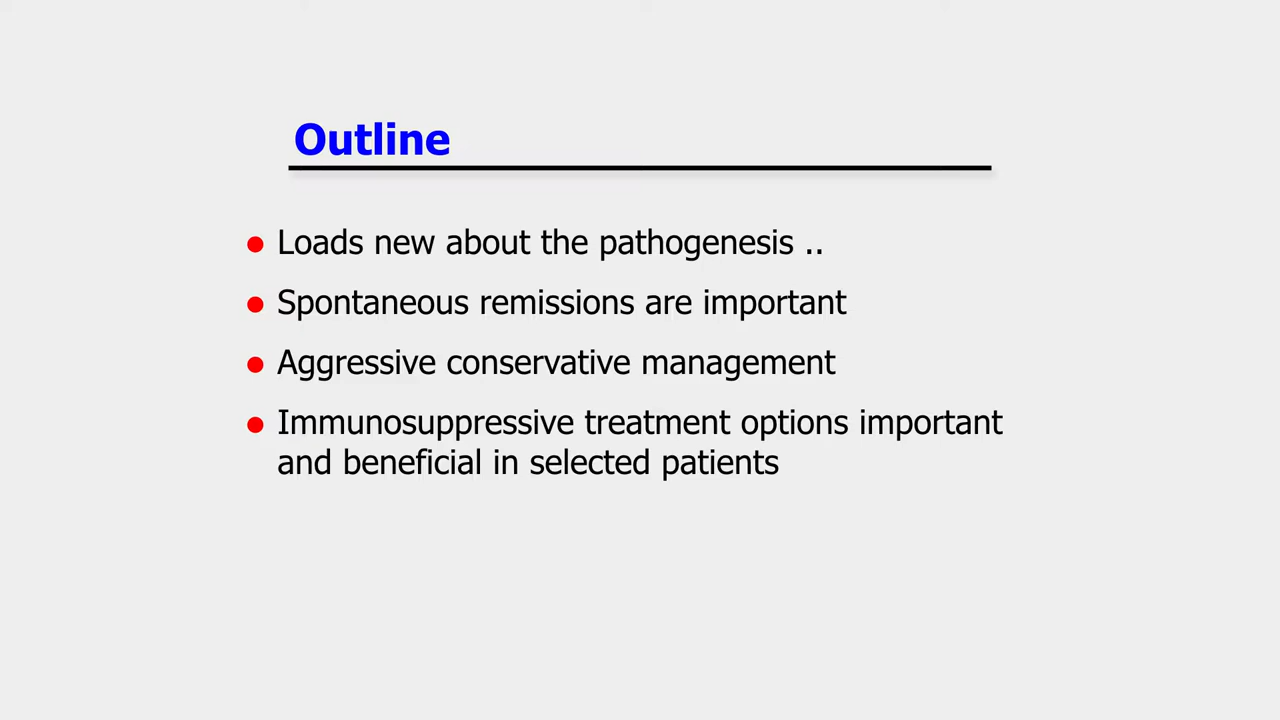 Outline
Loads new about the pathogenesis ..
Spontaneous remissions are important
Aggressive conservative management
Immunosuppressive treatment options important
and beneficial in selected patients